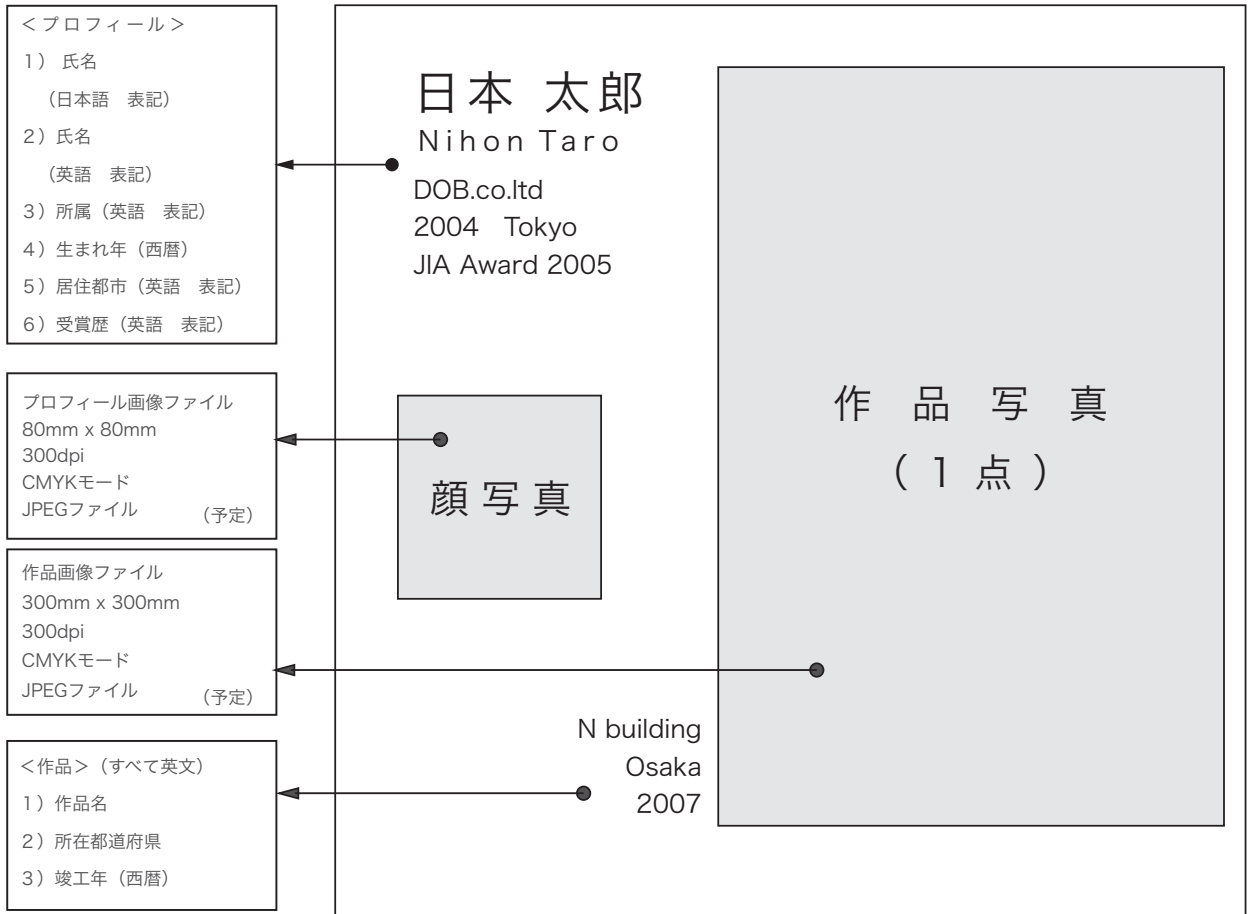 ＜プロフィール＞
１） 氏名
（日本語　表記）
２）氏名
（英語　表記）
３）所属（英語　表記）
４）生まれ年（西暦）
５）居住都市（英語　表記）
６）受賞歴（英語　表記）
プロフィール画像ファイル
80mm x 80mm
300dpi
CMYKモード
JPEGファイル　（予定）
作品画像ファイル
300mm x 300mm
300dpi
CMYKモード
JPEGファイル　（予定）
＜作品＞（すべて英文）
１）作品名
２）所在都道府県
３）竣工年（西暦）
日本 太郎
Nihon Taro
DOB.co.ltd
2004　Tokyo
JIA Award 2005
顔写真
N building
Osaka
2007
作品写真
（１点）